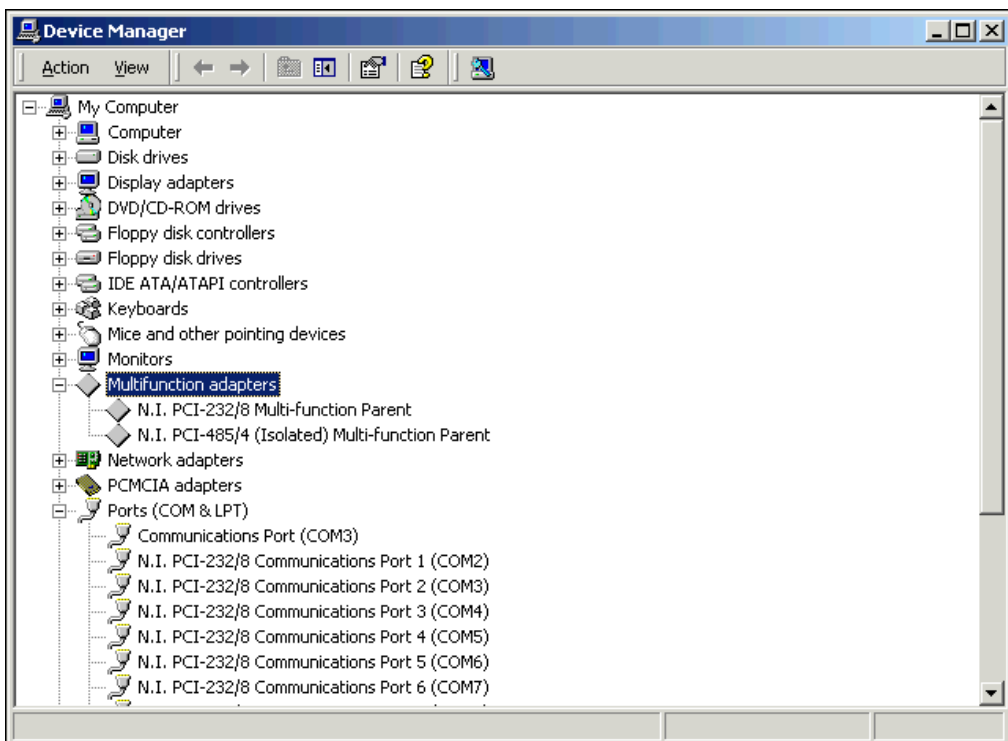 Device Manager
Action View
My Computer
Computer
Disk drives
Display adapters
DVD/CD-ROM drives
Floppy disk controllers
Floppy disk drives
IDE ATA/ATAPI controllers
Keyboards
Mice and other pointing devices
Monitors
Multifunction adapters
N.I. PCI-232/8 Multi-function Parent
N.I. PCI-485/4 (Isolated) Multi-function Parent
Network adapters
PCMCIA adapters
Ports (COM & LPT)
Communications Port (COM3)
N.I. PCI-232/8 Communications Port 1 (COM2)
N.I. PCI-232/8 Communications Port 2 (COM3)
N.I. PCI-232/8 Communications Port 3 (COM4)
N.I. PCI-232/8 Communications Port 4 (COM5)
N.I. PCI-232/8 Communications Port 5 (COM6)
N.I. PCI-232/8 Communications Port 6 (COM7)